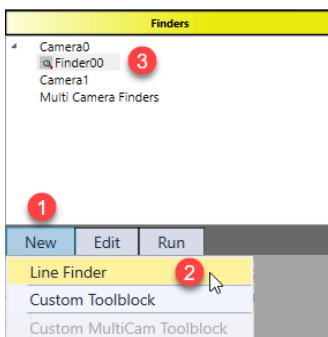 Finders
Camera0
Finder00
3
Camera1
Multi Camera Finders
1
New Edit Run
Line Finder
2
Custom Toolblock
Custom MultiCam Toolblock